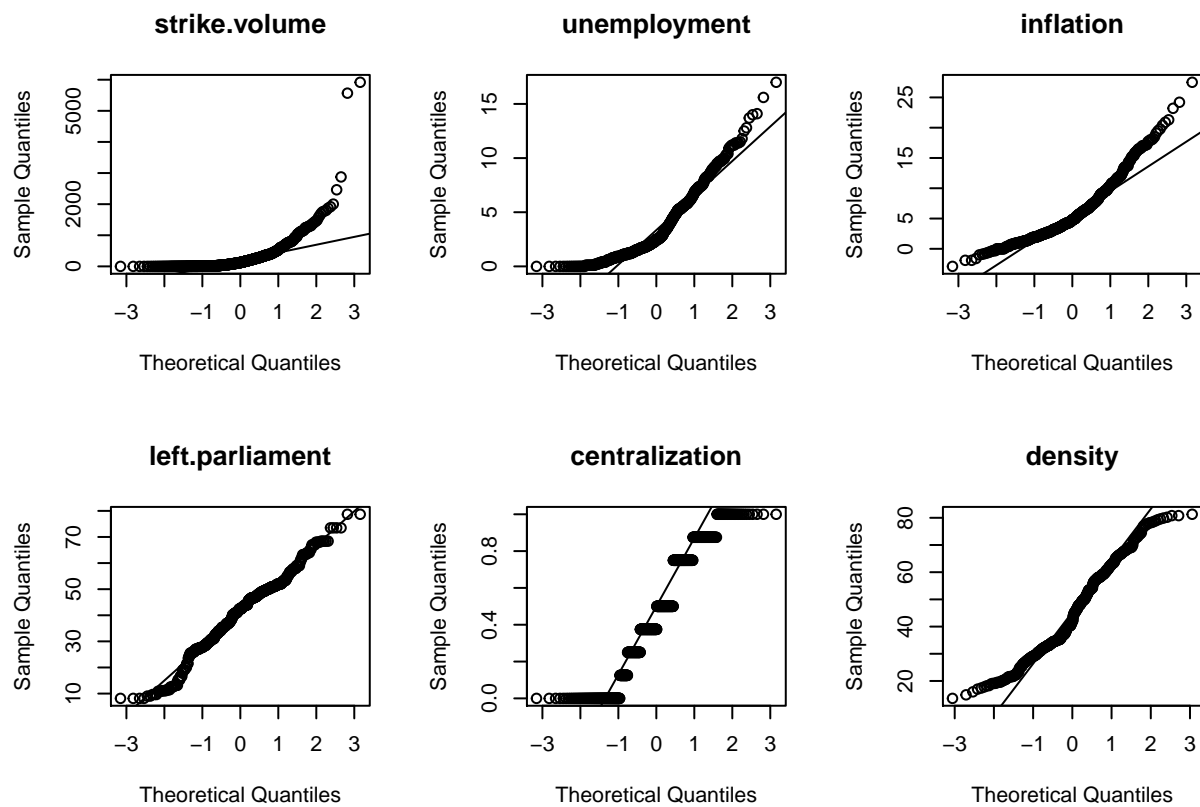 strike.volume
Sample Quantiles
5000
2000
0
−3 −1 0 1 2 3
Theoretical Quantiles
unemployment
Sample Quantiles
15
10
5
0
−3 −1 0 1 2 3
Theoretical Quantiles
inflation
Sample Quantiles
25
15
5
0
−3 −1 0 1 2 3
Theoretical Quantiles
left.parliament
Sample Quantiles
70
50
30
10
−3 −1 0 1 2 3
Theoretical Quantiles
centralization
Sample Quantiles
0.8
0.4
0.0
−3 −1 0 1 2 3
Theoretical Quantiles
density
Sample Quantiles
80
60
40
20
−3 −1 0 1 2 3
Theoretical Quantiles